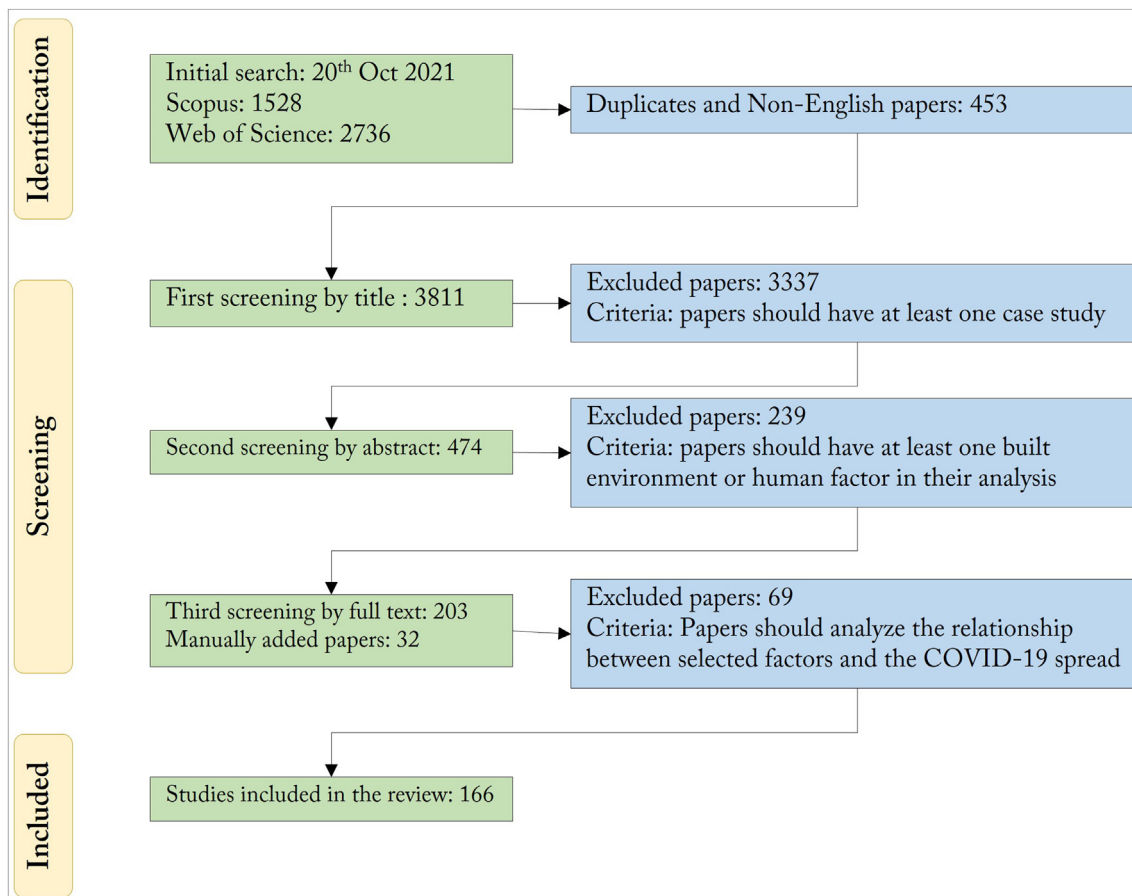 Identification
Initial search: 20th Oct 2021
Scopus: 1528
Web of Science: 2736
Duplicates and Non-English papers: 453
Screening
First screening by title : 3811
Excluded papers: 3337
Criteria: papers should have at least one case study
Second screening by abstract: 474
Excluded papers: 239
Criteria: papers should have at least one built
environment or human factor in their analysis
Third screening by full text: 203
Manually added papers: 32
Excluded papers: 69
Criteria: Papers should analyze the relationship
between selected factors and the COVID-19 spread
Included
Studies included in the review: 166